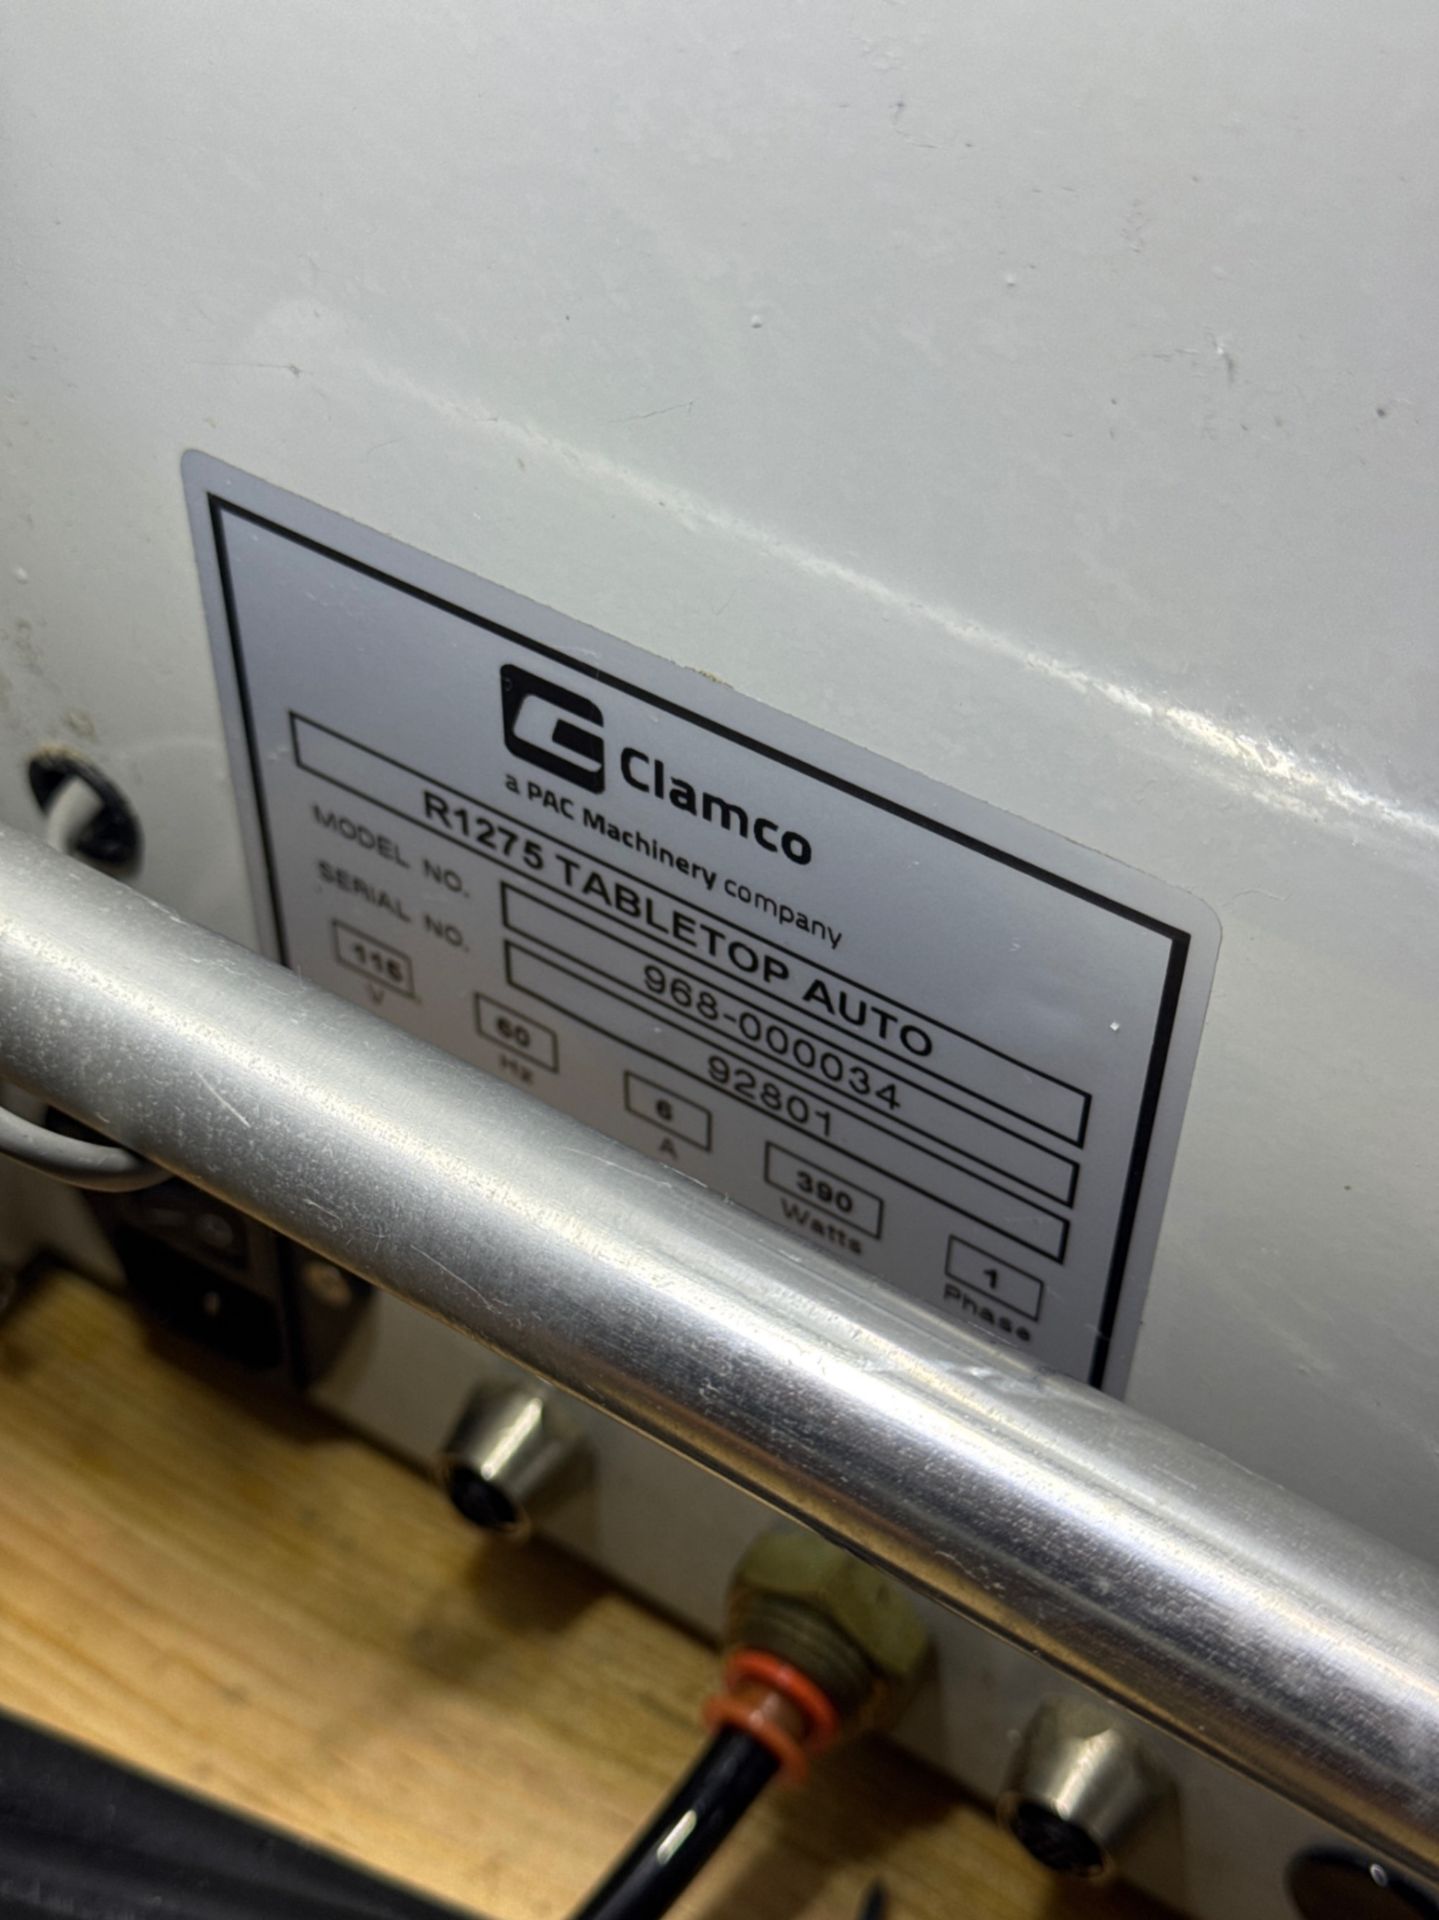 Clamco
a PAC Machinery company
R1275 TABLETOP AUTO
MODEL NO. 968-000034
SERIAL NO. 92801
115 60 6 390 1
V Hz A Watts Phase